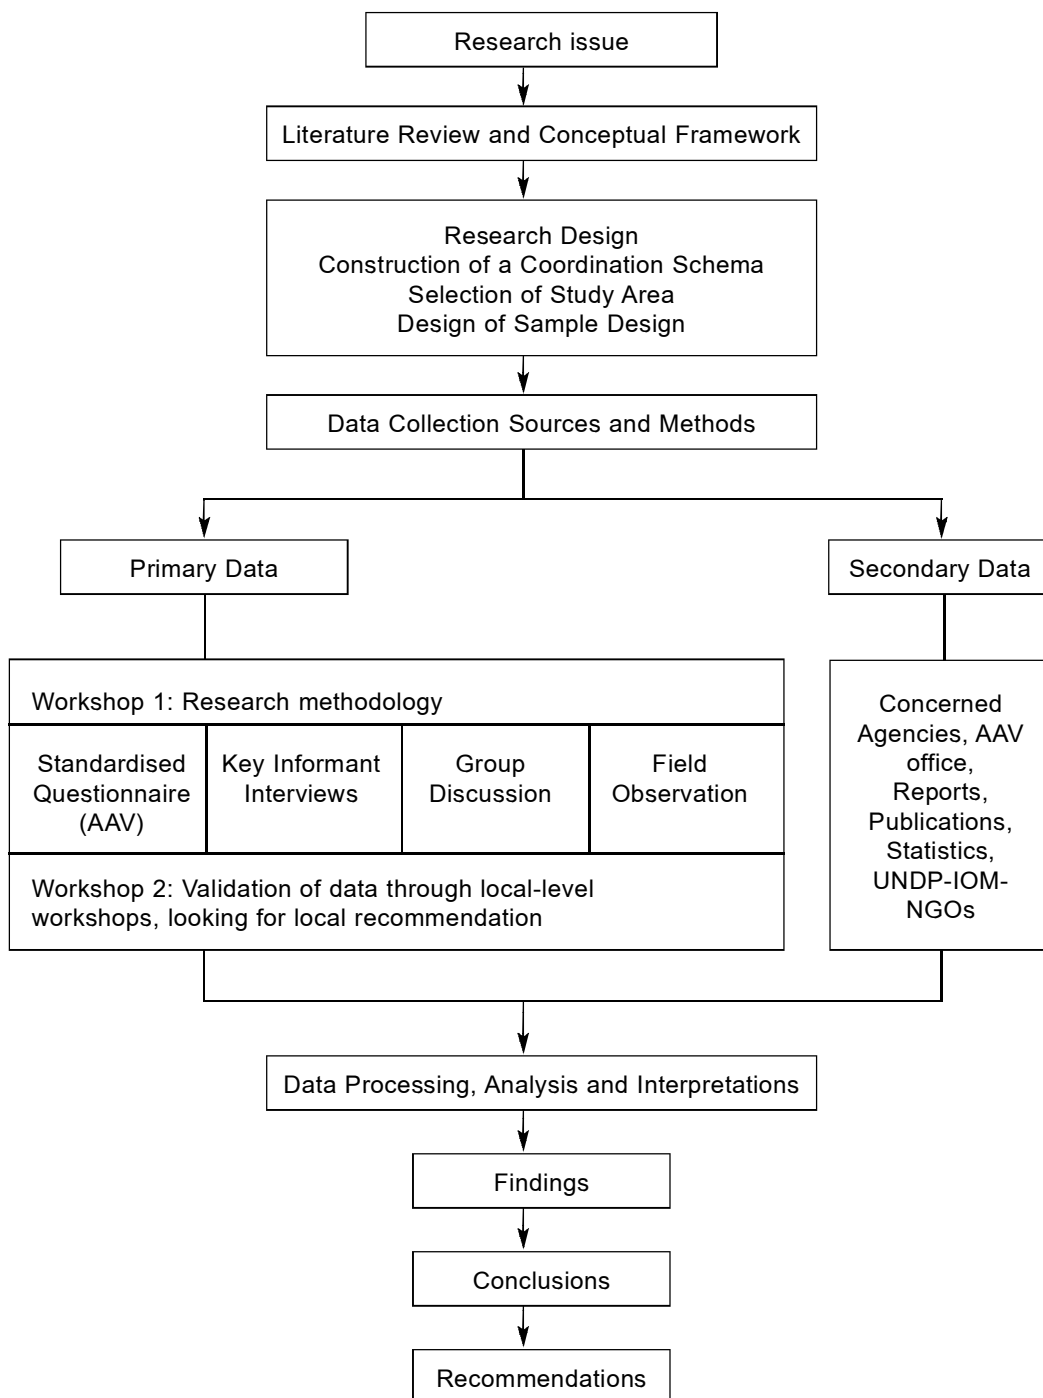 Research issue
Literature Review and Conceptual Framework
Research Design
Construction of a Coordination Schema
Selection of Study Area
Design of Sample Design
Data Collection Sources and Methods
Primary Data
Secondary Data
Workshop 1: Research methodology
Standardised
Questionnaire
(AAV)
Key Informant
Interviews
Group
Discussion
Field
Observation
Workshop 2: Validation of data through local-level
workshops, looking for local recommendation
Concerned
Agencies, AAV
office,
Reports,
Publications,
Statistics,
UNDP-IOM-
NGOs
Data Processing, Analysis and Interpretations
Findings
Conclusions
Recommendations